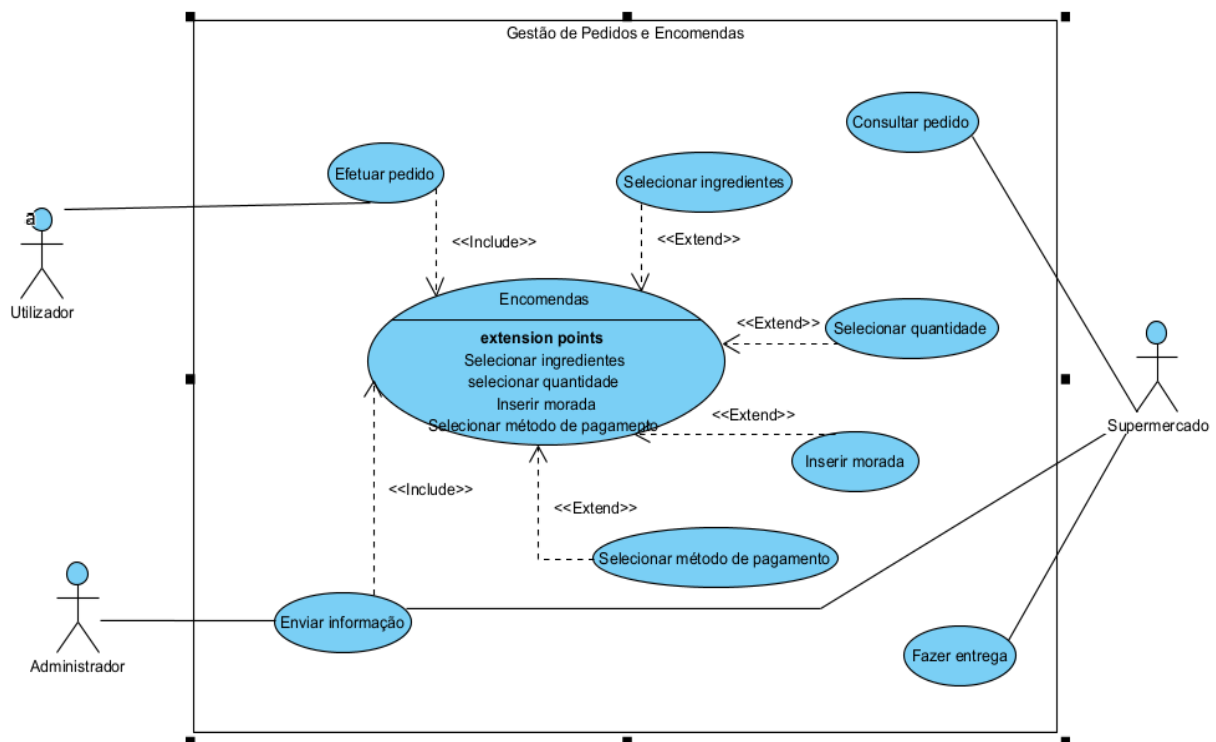 Gestão de Pedidos e Encomendas
Consultar pedido
Efetuar pedido
Selecionar ingredientes
a
<<Include>>
<<Extend>>
Utilizador
Encomendas
extension points
Selecionar ingredientes
selecionar quantidade
Inserir morada
Selecionar método de pagamento
<<Extend>>
Selecionar quantidade
<<Extend>>
Inserir morada
Supermercado
<<Include>>
<<Extend>>
Selecionar método de pagamento
Enviar informação
Administrador
Fazer entrega